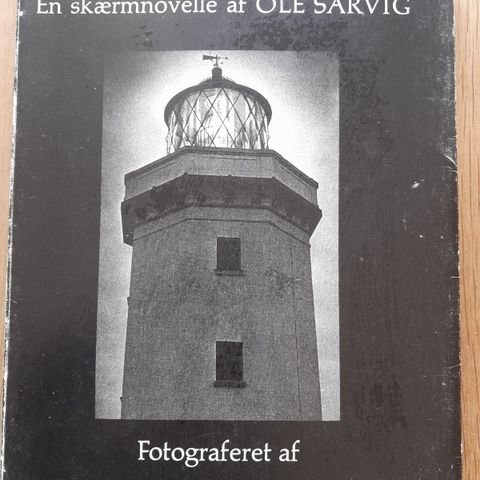 En skærmnovelle af OLE SARVIG
Fotograferet af